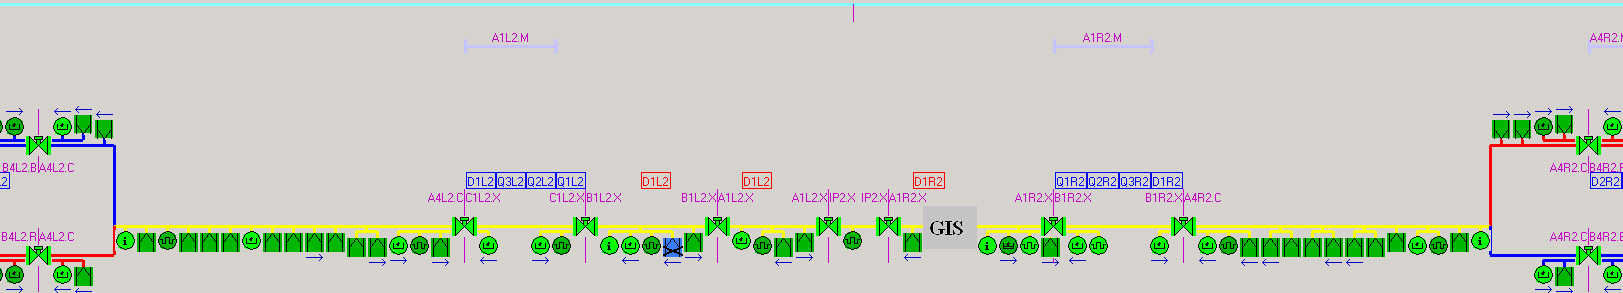 A1L2.M A1R2.M A4R2.M
B4L2.B A4L2.C A4R2.C B4R2.B
L2 D1L2 Q3L2 Q2L2 Q1L2 D1L2 D1L2 D1R2 Q1R2 Q2R2 Q3R2 D1R2 D2R2
A4L2.C C1L2.X C1L2.X B1L2.X B1L2.X A1L2.X A1L2.X IP2.X IP2.X A1R2.X A1R2.X B1R2.X B1R2.X A4R2.C
GIS
B4L2.R A4L2.C A4R2.C B4R2.